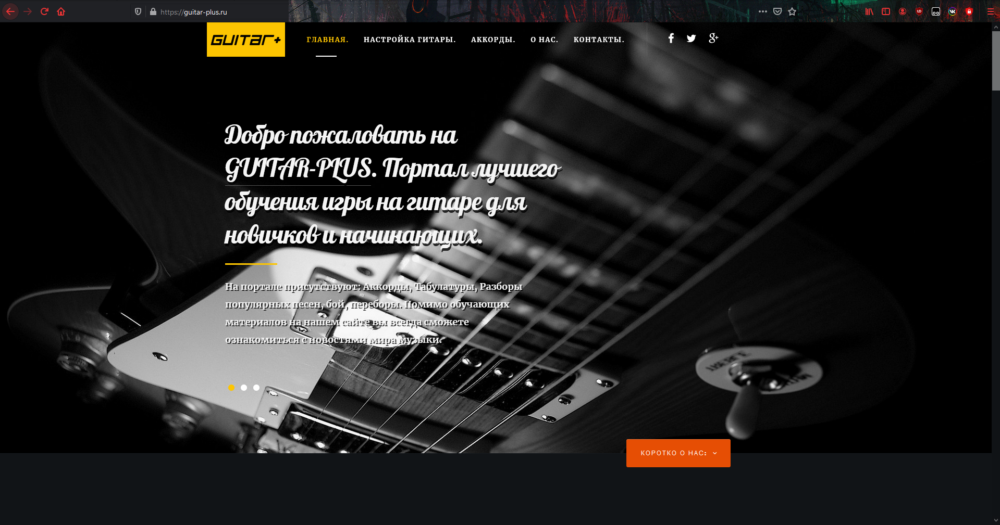 https://guitar-plus.ru
GUITAR+
ГЛАВНАЯ. НАСТРОЙКА ГИТАРЫ. АККОРДЫ. О НАС. КОНТАКТЫ.
Добро пожаловать на
GUITAR-PLUS. Портал лучшего
обучения игры на гитаре для
новичков и начинающих.
На портале присутствуют: Аккорды, Табулатуры, Разборы
популярных песен, бой, переборы. Помимо обучающих
материалов на нашем сайте вы всегда сможете
ознакомиться с новостями мира музыки.
КОРОТКО О НАС: